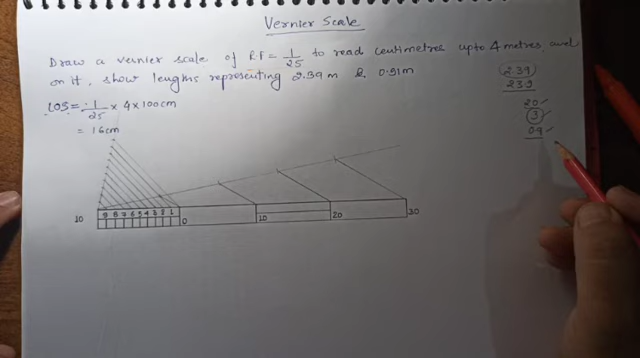 Vernier Scale
Draw a vernier scale of R.F = 1/25 to read centimetres upto 4 metres, and
on it, show lengths representing 2.39 m & 0.91m
LOS = 1/25 × 4 × 100cm
= 16cm
2.39
239
20
3
09
10 9 8 7 6 5 4 3 2 1 0 10 20 30